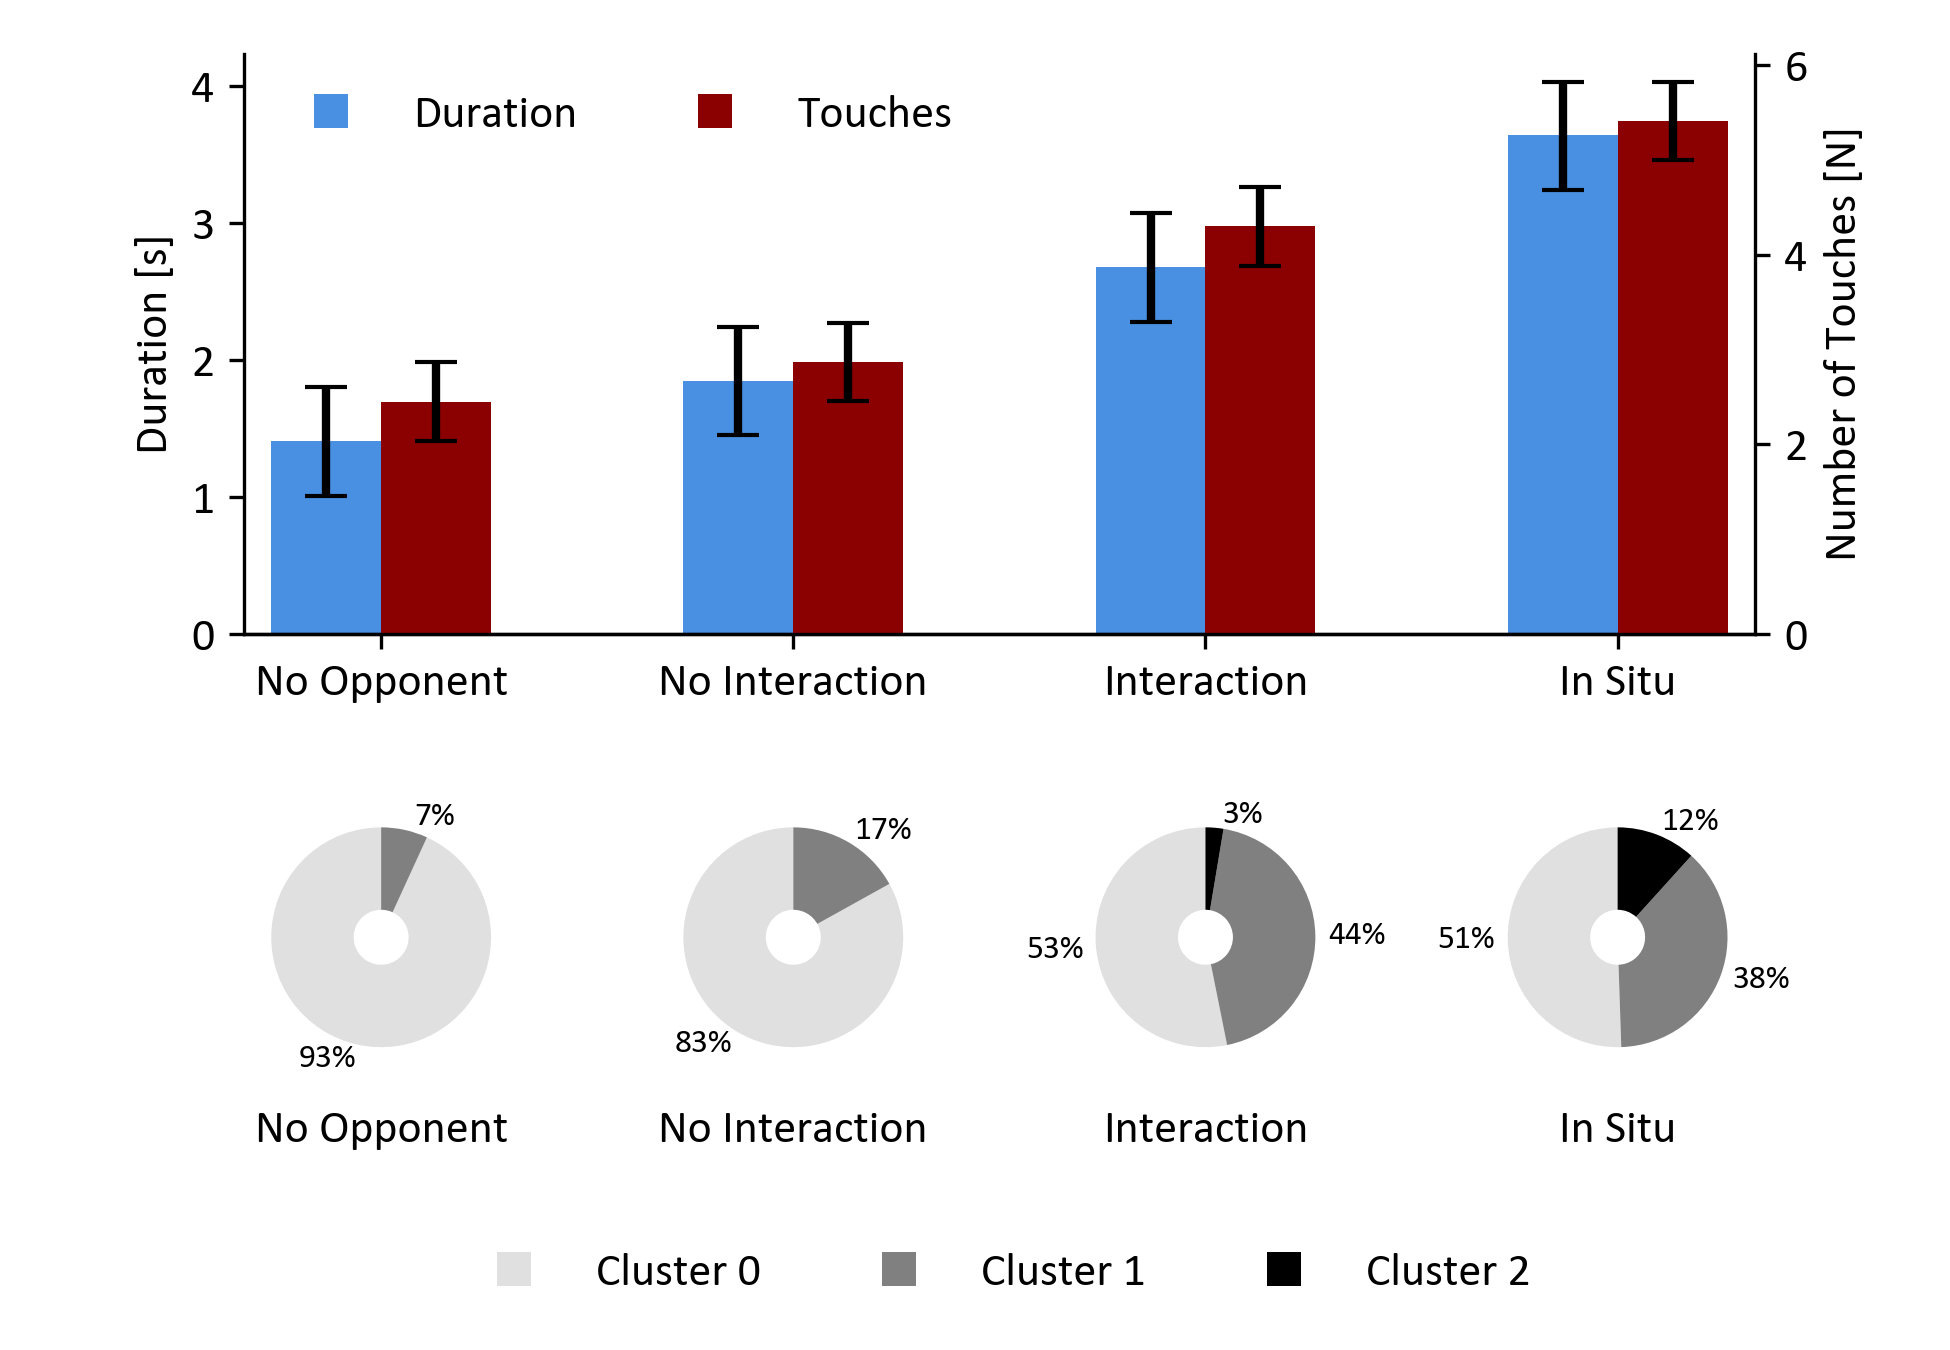 Duration [s]
4
3
2
1
0
Duration
Touches
6
4
2
0
Number of Touches [N]
No Opponent
No Interaction
Interaction
In Situ
7%
93%
17%
83%
3%
44%
53%
12%
38%
51%
No Opponent
No Interaction
Interaction
In Situ
Cluster 0
Cluster 1
Cluster 2